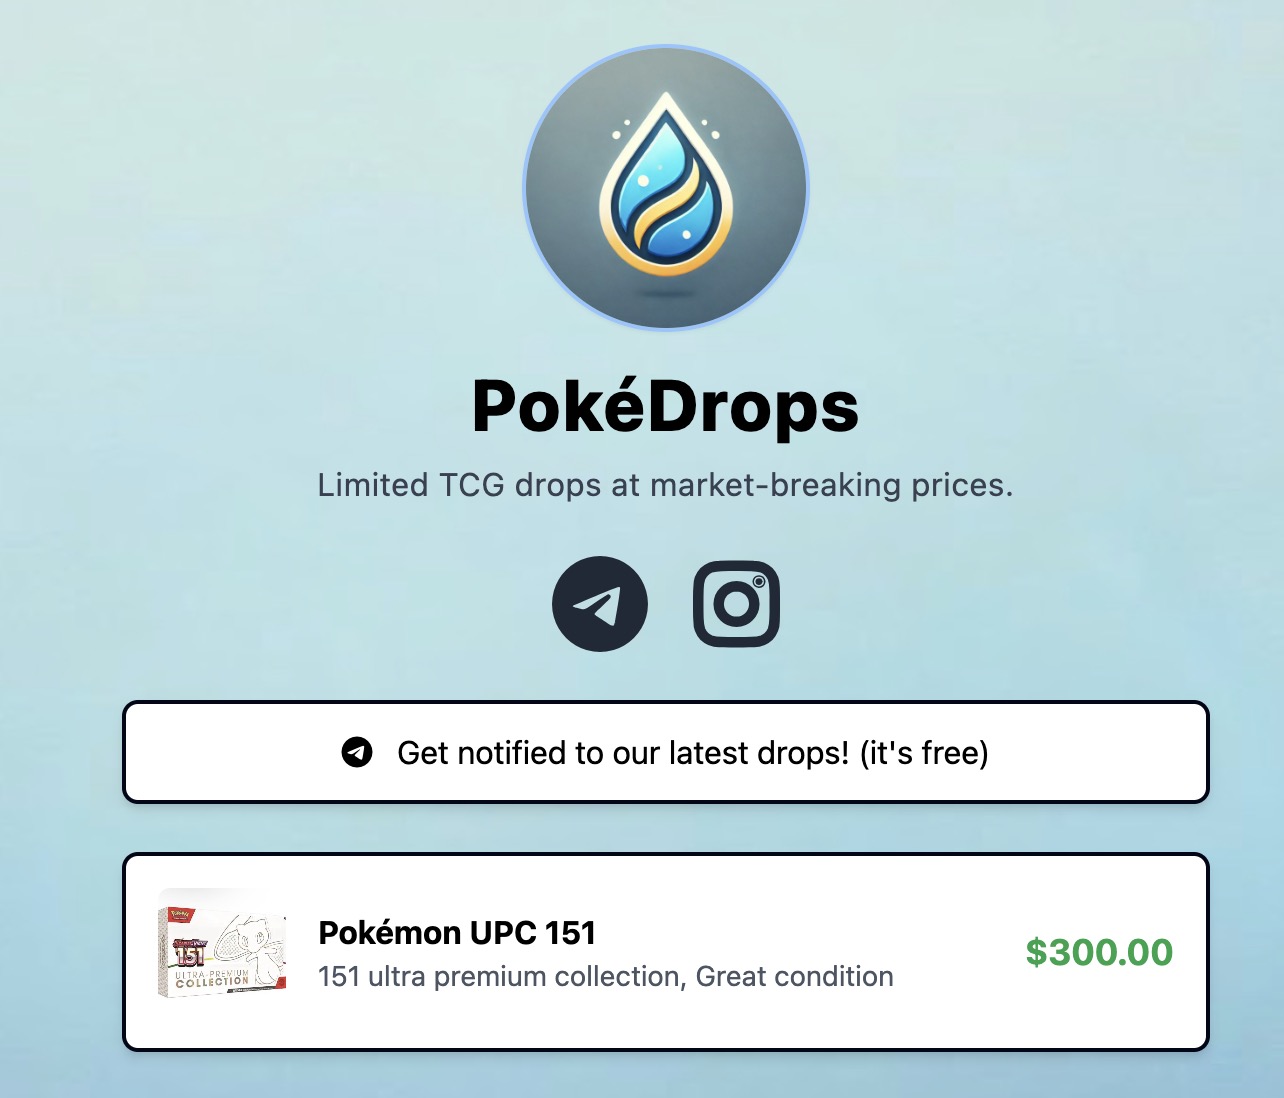 PokéDrops
Limited TCG drops at market-breaking prices.
Get notified to our latest drops! (it's free)
151
ULTRA-PREMIUM
COLLECTION
Pokémon UPC 151
151 ultra premium collection, Great condition
$300.00